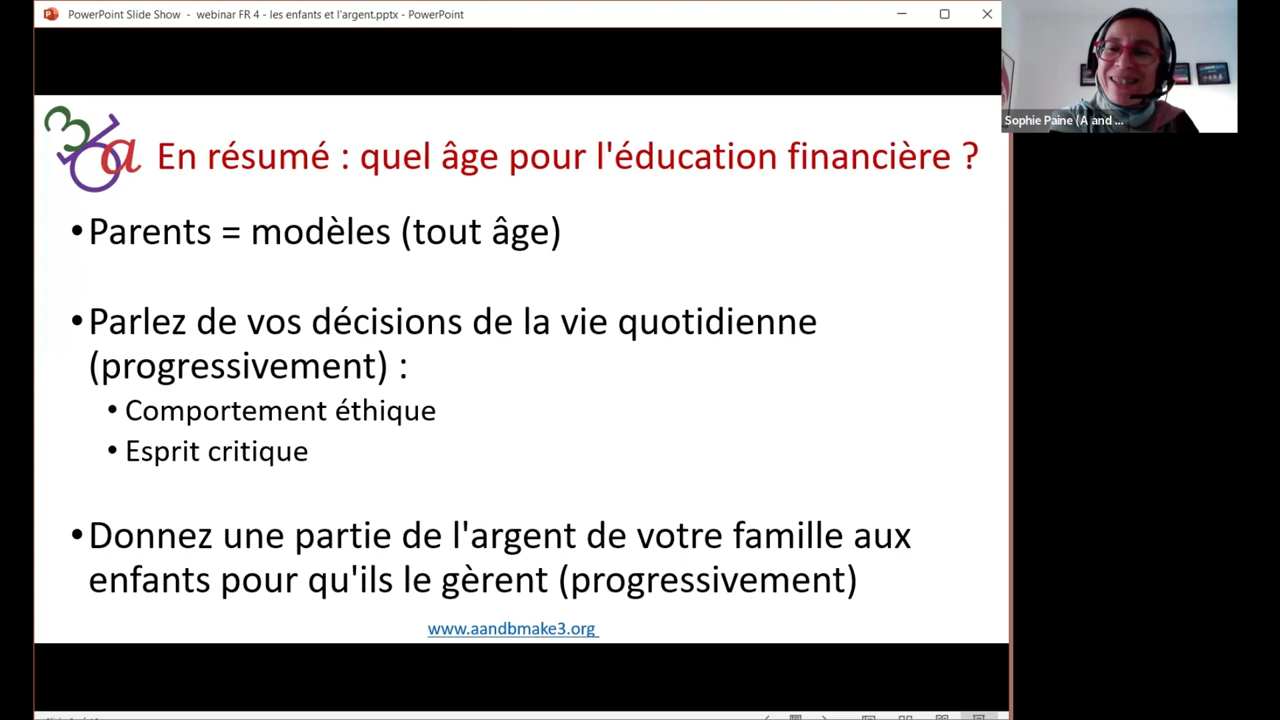 PowerPoint Slide Show - webinar FR 4 - les enfants et l'argent.pptx - PowerPoint
Sophie Paine (A and ...
En résumé : quel âge pour l'éducation financière ?
•Parents = modèles (tout âge)
•Parlez de vos décisions de la vie quotidienne
(progressivement) :
• Comportement éthique
• Esprit critique
•Donnez une partie de l'argent de votre famille aux
enfants pour qu'ils le gèrent (progressivement)
www.aandbmake3.org